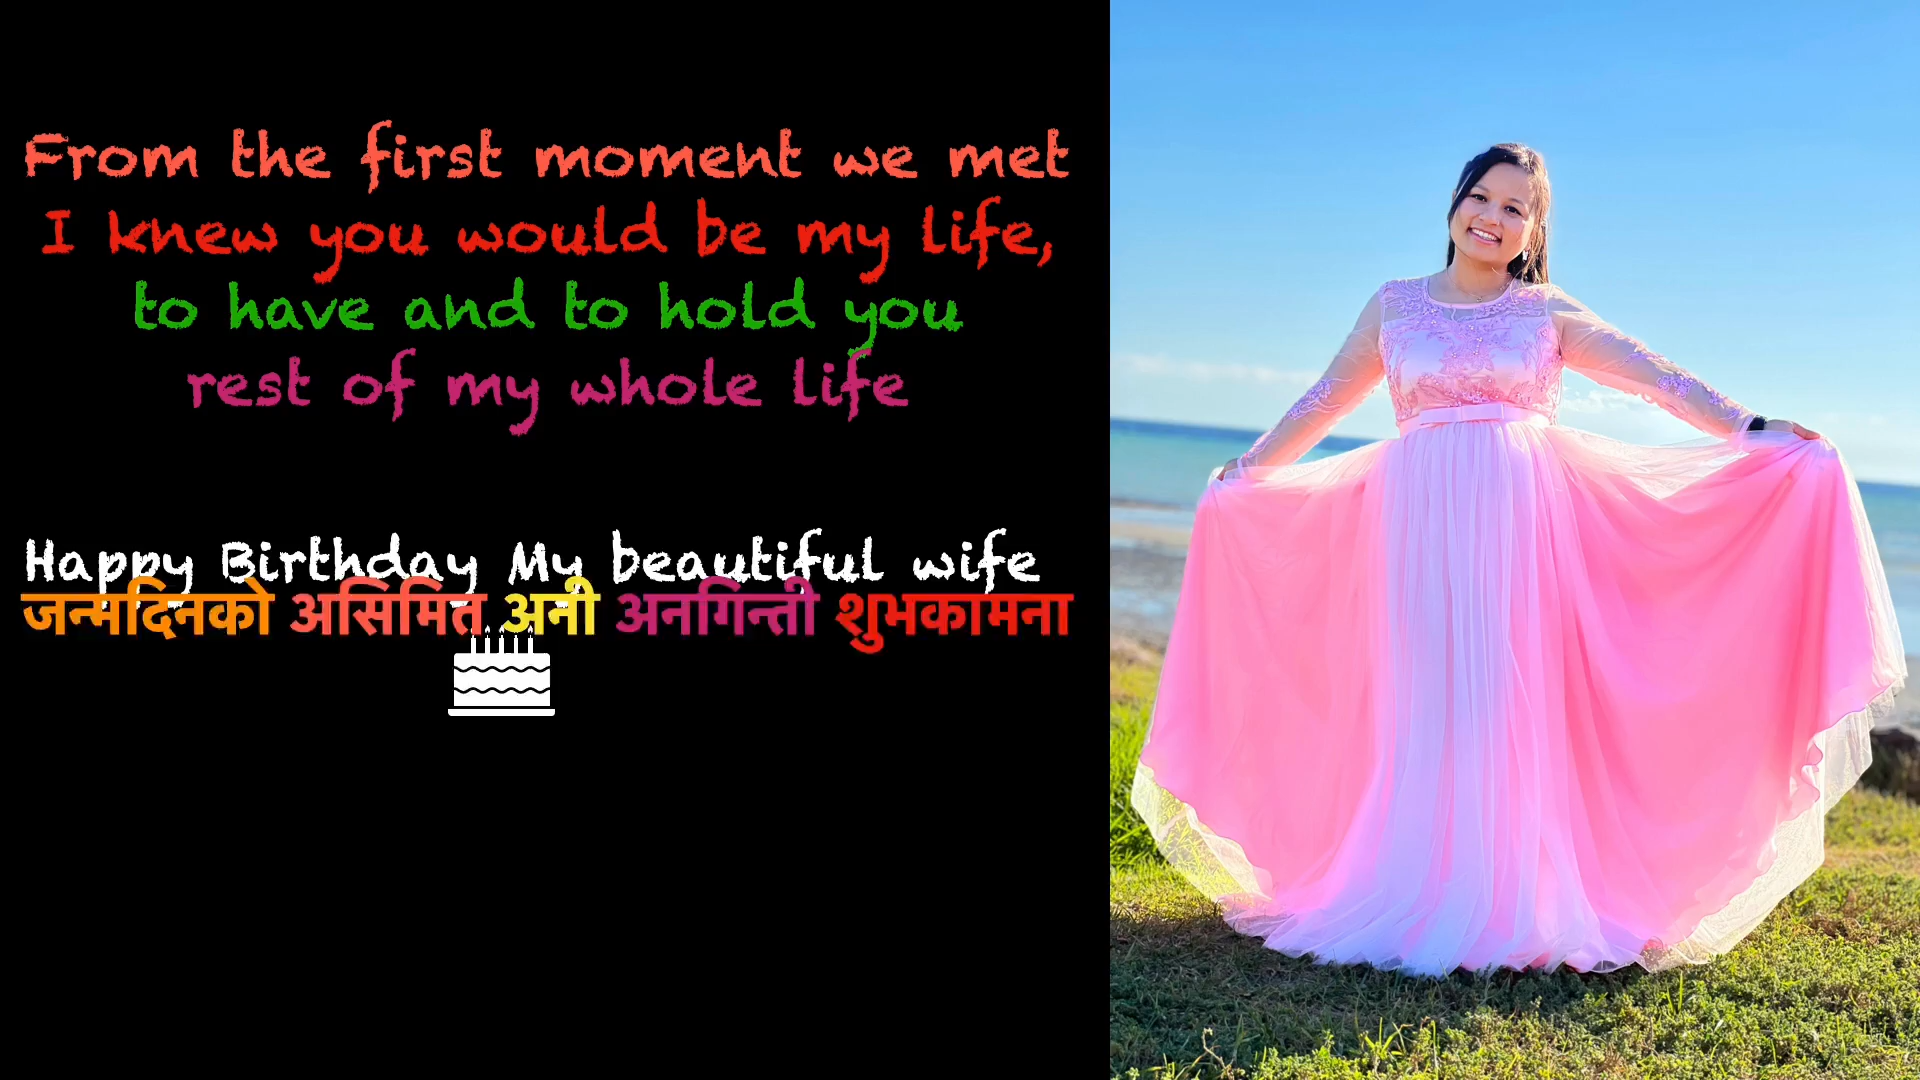 From the first moment we met
I knew you would be my life,
to have and to hold you
rest of my whole life
Happy Birthday My beautiful wife
जन्मदिनको असिमित अनी अनगिन्ती शुभकामना